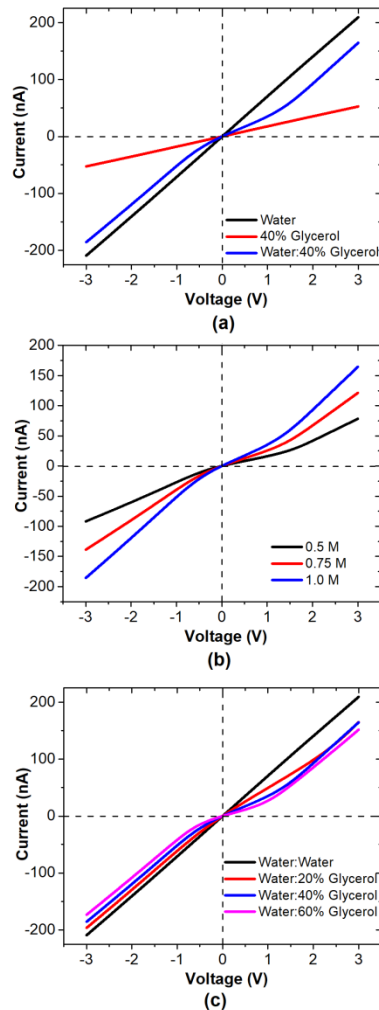 200
100
0
-100
-200
Current (nA)
Water
40% Glycerol
Water:40% Glycerol
-3 -2 -1 0 1 2 3
Voltage (V)
(a)
200
150
100
50
0
-50
-100
-150
-200
Current (nA)
0.5 M
0.75 M
1.0 M
-3 -2 -1 0 1 2 3
Voltage (V)
(b)
200
100
0
-100
-200
Current (nA)
Water:Water
Water:20% Glycerol
Water:40% Glycerol
Water:60% Glycerol
-3 -2 -1 0 1 2 3
Voltage (V)
(c)